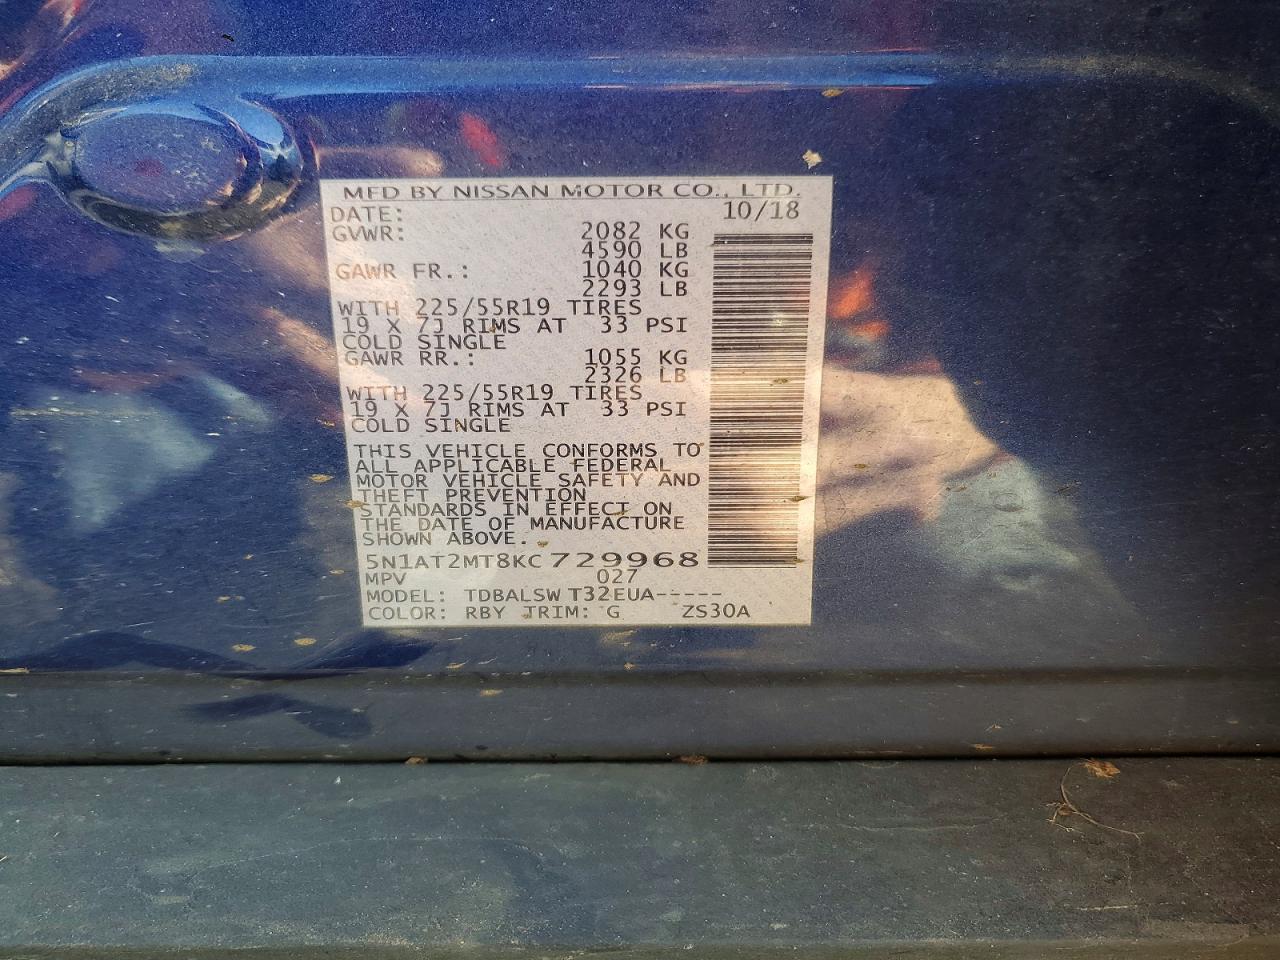 MFD BY NISSAN MOTOR CO., LTD.
DATE: 10/18
GVWR: 2082 KG
4590 LB
GAWR FR.: 1040 KG
2293 LB
WITH 225/55R19 TIRES
19 X 7J RIMS AT 33 PSI
COLD SINGLE
GAWR RR.: 1055 KG
2326 LB
WITH 225/55R19 TIRES
19 X 7J RIMS AT 33 PSI
COLD SINGLE
THIS VEHICLE CONFORMS TO
ALL APPLICABLE FEDERAL
MOTOR VEHICLE SAFETY AND
THEFT PREVENTION
STANDARDS IN EFFECT ON
THE DATE OF MANUFACTURE
SHOWN ABOVE.
5N1AT2MT8KC729968
MPV 027
MODEL: TDBALSW T32EUA-----
COLOR: RBY TRIM: G ZS30A